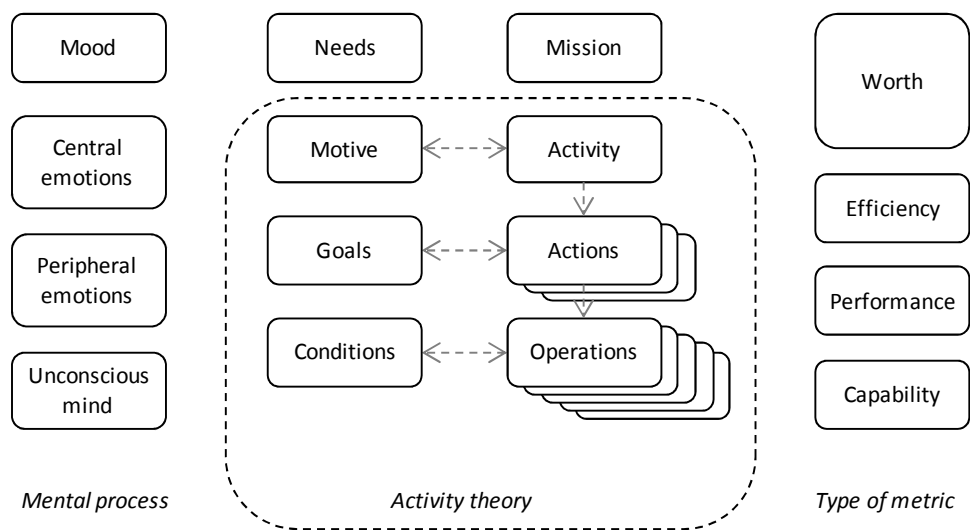 Mood
Needs
Mission
Worth
Central
emotions
Motive
Activity
Efficiency
Peripheral
emotions
Goals
Actions
Performance
Unconscious
mind
Conditions
Operations
Capability
Mental process
Activity theory
Type of metric